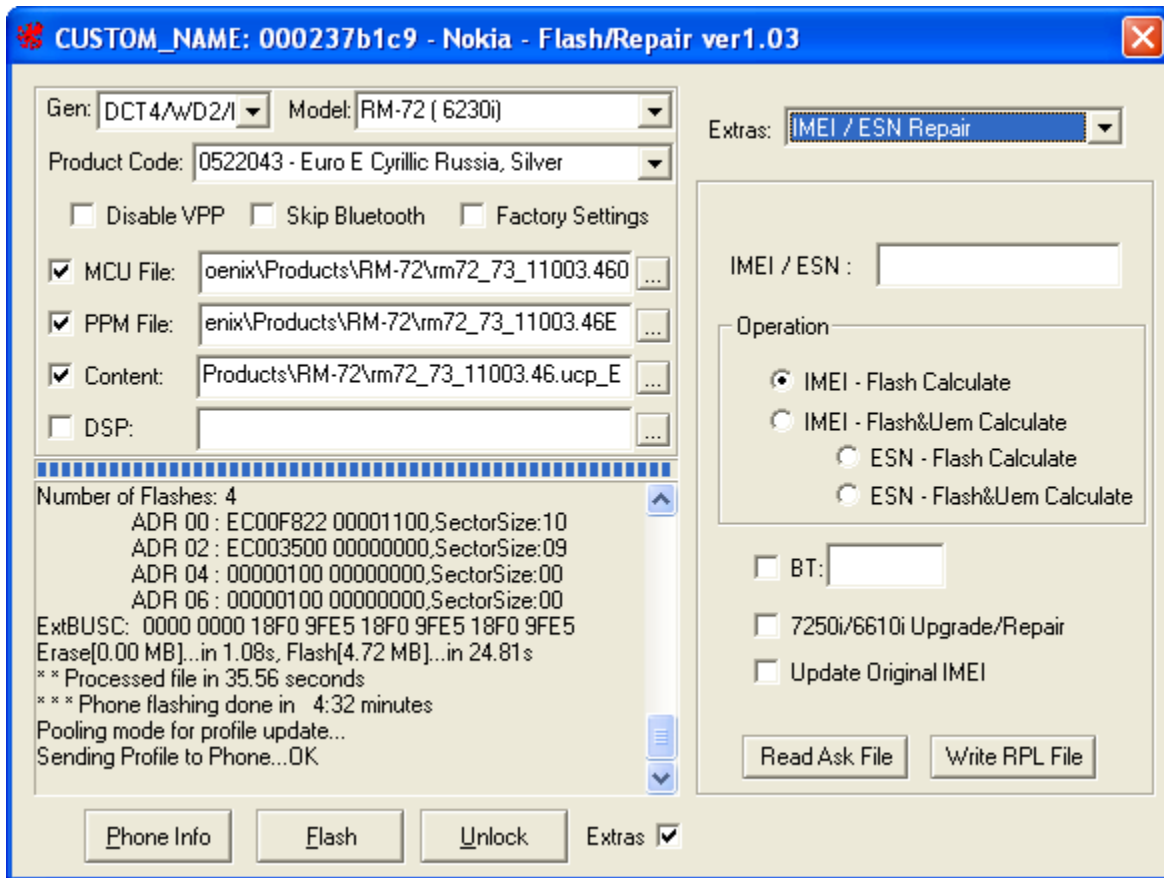 CUSTOM_NAME: 000237b1c9 - Nokia - Flash/Repair ver1.03
Gen: DCT4/WD2/I Model: RM-72 ( 6230i)
Product Code: 0522043 - Euro E Cyrillic Russia, Silver
Disable VPP Skip Bluetooth Factory Settings
MCU File: oenix\Products\RM-72\rm72_73_11003.460 ...
PPM File: enix\Products\RM-72\rm72_73_11003.46E ...
Content: Products\RM-72\rm72_73_11003.46.ucp_E ...
DSP: ...
Number of Flashes: 4
ADR 00 : EC00F822 00001100,SectorSize:10
ADR 02 : EC003500 00000000,SectorSize:09
ADR 04 : 00000100 00000000,SectorSize:00
ADR 06 : 00000100 00000000,SectorSize:00
ExtBUSC: 0000 0000 18F0 9FE5 18F0 9FE5 18F0 9FE5
Erase[0.00 MB]...in 1.08s, Flash[4.72 MB]...in 24.81s
* * Processed file in 35.56 seconds
* * * Phone flashing done in 4:32 minutes
Pooling mode for profile update...
Sending Profile to Phone...OK
Phone Info Flash Unlock Extras
Extras: IMEI / ESN Repair
IMEI / ESN :
Operation
IMEI - Flash Calculate
IMEI - Flash&Uem Calculate
ESN - Flash Calculate
ESN - Flash&Uem Calculate
BT:
7250i/6610i Upgrade/Repair
Update Original IMEI
Read Ask File Write RPL File